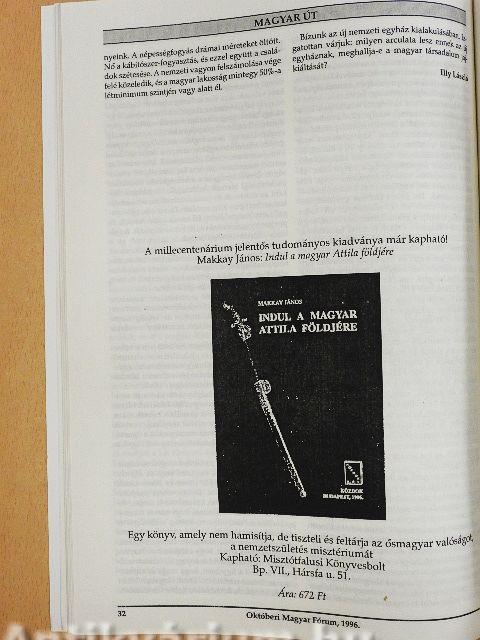 MAGYAR ÚT
nyeink. A népességfogyás drámai méreteket öltött.
Nő a kábítószer-fogyasztás, és ezzel együtt a csalá-
dok szétesése. A nemzeti vagyon felszámolása vége
felé közeledik, és a magyar lakosság mintegy 50%-a
létminimum szintjén vagy alatt él.
Bízunk az új nemzeti egyház kialakulásában. Iz-
gatottan várjuk: milyen arculata lesz ennek az új
egyháznak, meghallja-e a magyar társadalom
kiáltását?
Illy László
A millecentenárium jelentős tudományos kiadványa már kapható!
Makkay János: Indul a magyar Attila földjére
MAKKAY JÁNOS
INDUL A MAGYAR
ATTILA FÖLDJÉRE
KÖZDOK
BUDAPEST, 1996.
Egy könyv, amely nem hamisítja, de tiszteli és feltárja az ősmagyar valóságot,
a nemzetszületés misztériumát
Kapható: Misztótfalusi Könyvesbolt
Bp. VII., Hársfa u. 51.
Ára: 672 Ft
32
Októberi Magyar Fórum, 1996.